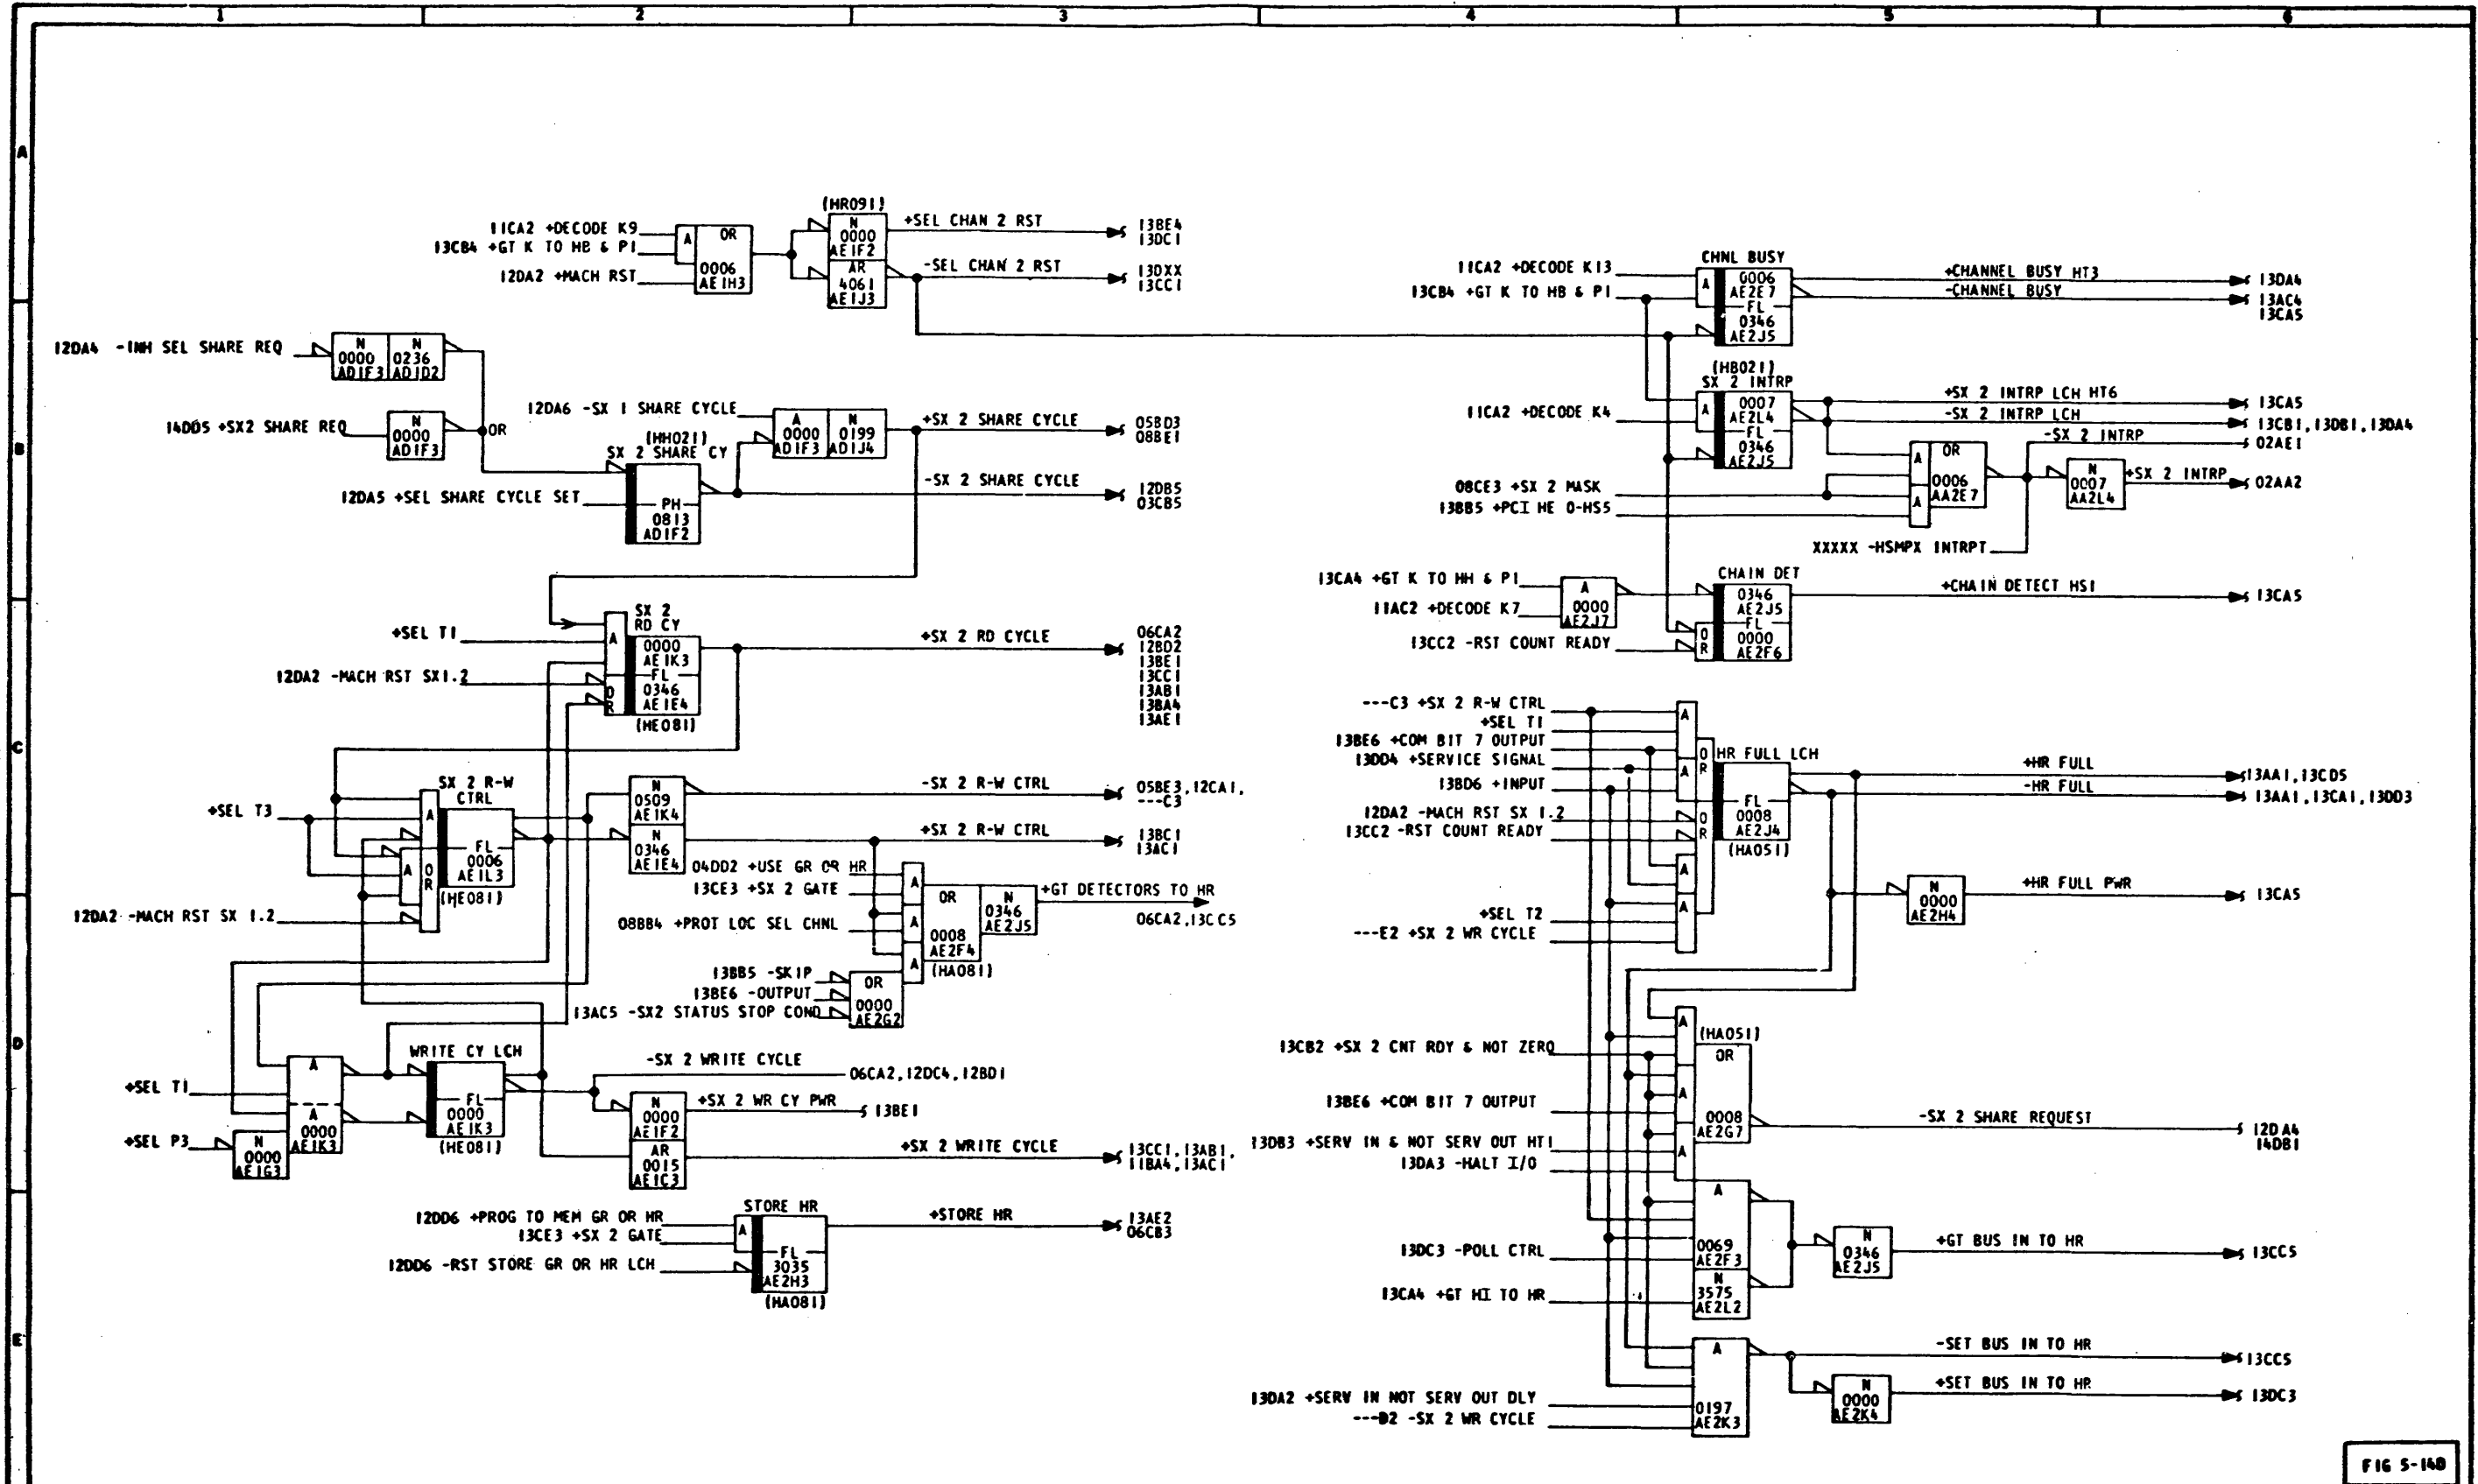 1 2 3 4 5 6
A
(HR091)
11CA2 +DECODE K9
13CB4 +GT K TO HB & P1
12DA2 +MACH RST
A OR
0006
AE1H3
N
0000
AE1F2
AR
4061
AE1J3
+SEL CHAN 2 RST
13BE4
13DC1
-SEL CHAN 2 RST
13DXX
13CC1
12DA4 -INH SEL SHARE REQ
N
0000
AD1F3
N
0236
AD1D2
14DD5 +SX2 SHARE REQ
N
0000
AD1F3
OR
B
12DA6 -SX 1 SHARE CYCLE
A
0000
AD1F3
N
0199
AD1J4
+SX 2 SHARE CYCLE
05BD3
08BE1
(HH021)
SX 2 SHARE CY
12DA5 +SEL SHARE CYCLE SET
PH
0813
AD1F2
-SX 2 SHARE CYCLE
12DB5
03CB5
SX 2
RD CY
+SEL T1
12DA2 -MACH RST SX1.2
A
O
R
0000
AE1K3
FL
0346
AE1E4
(HE081)
+SX 2 RD CYCLE
06CA2
12BD2
13BE1
13CC1
13AB1
13BA4
13AE1
C
SX 2 R-W
CTRL
+SEL T3
12DA2 -MACH RST SX 1.2
A
A
O
R
FL
0006
AE1L3
(HE081)
N
0509
AE1K4
N
0346
AE1E4
-SX 2 R-W CTRL
05BE3,12CA1,
---C3
+SX 2 R-W CTRL
13BC1
13AC1
04DD2 +USE GR OR HR
13CE3 +SX 2 GATE
08BB4 +PROT LOC SEL CHNL
A
A
A
OR
0008
AE2F4
(HA081)
N
0346
AE2J5
+GT DETECTORS TO HR
06CA2,13CC5
13BB5 -SKIP
13BE6 -OUTPUT
13AC5 -SX2 STATUS STOP COND
OR
0000
AE2G2
D
WRITE CY LCH
+SEL T1
+SEL P3
N
0000
AE1G3
A
A
0000
AE1K3
FL
0000
AE1K3
(HE081)
-SX 2 WRITE CYCLE
06CA2,12DC4,12BD1
N
0000
AE1F2
+SX 2 WR CY PWR
13BE1
AR
0015
AE1C3
+SX 2 WRITE CYCLE
13CC1,13AB1,
11BA4,13AC1
STORE HR
12DD6 +PROG TO MEM GR OR HR
13CE3 +SX 2 GATE
12DD6 -RST STORE GR OR HR LCH
A
FL
3035
AE2H3
(HA081)
+STORE HR
13AE2
06CB3
E
CHNL BUSY
11CA2 +DECODE K13
13CB4 +GT K TO HB & P1
A
0006
AE2E7
FL
0346
AE2J5
+CHANNEL BUSY HT3
13DA4
-CHANNEL BUSY
13AC4
13CA5
(HB021)
SX 2 INTRP
11CA2 +DECODE K4
A
0007
AE2L4
FL
0346
AE2J5
+SX 2 INTRP LCH HT6
13CA5
-SX 2 INTRP LCH
13CB1,13DB1,13DA4
-SX 2 INTRP
02AE1
08CE3 +SX 2 MASK
13BB5 +PCI HE 0-HS5
A
A
OR
0006
AA2E7
N
0007
AA2L4
+SX 2 INTRP
02AA2
XXXXX -HSMPX INTRPT
CHAIN DET
13CA4 +GT K TO HH & P1
11AC2 +DECODE K7
A
0000
AE2J7
13CC2 -RST COUNT READY
O
R
0346
AE2J5
FL
0000
AE2F6
+CHAIN DETECT HS1
13CA5
---C3 +SX 2 R-W CTRL
+SEL T1
13BE6 +COM BIT 7 OUTPUT
13DD4 +SERVICE SIGNAL
13BD6 +INPUT
12DA2 -MACH RST SX 1.2
13CC2 -RST COUNT READY
+SEL T2
---E2 +SX 2 WR CYCLE
A
A
O
R
O
R
A
A
HR FULL LCH
FL
0008
AE2J4
(HA051)
+HR FULL
13AA1,13CD5
-HR FULL
13AA1,13CA1,13DD3
N
0000
AE2H4
+HR FULL PWR
13CA5
13CB2 +SX 2 CNT RDY & NOT ZERO
13BE6 +COM BIT 7 OUTPUT
13DB3 +SERV IN & NOT SERV OUT HT1
13DA3 -HALT I/O
A
A
A
(HA051)
OR
0008
AE2G7
-SX 2 SHARE REQUEST
12DA4
14DB1
13DC3 -POLL CTRL
13CA4 +GT HI TO HR
A
0069
AE2F3
N
3575
AE2L2
N
0346
AE2J5
+GT BUS IN TO HR
13CC5
13DA2 +SERV IN NOT SERV OUT DLY
---D2 -SX 2 WR CYCLE
A
0197
AE2K3
-SET BUS IN TO HR
13CC5
N
0000
AE2K4
+SET BUS IN TO HR
13DC3
FIG 5-14D